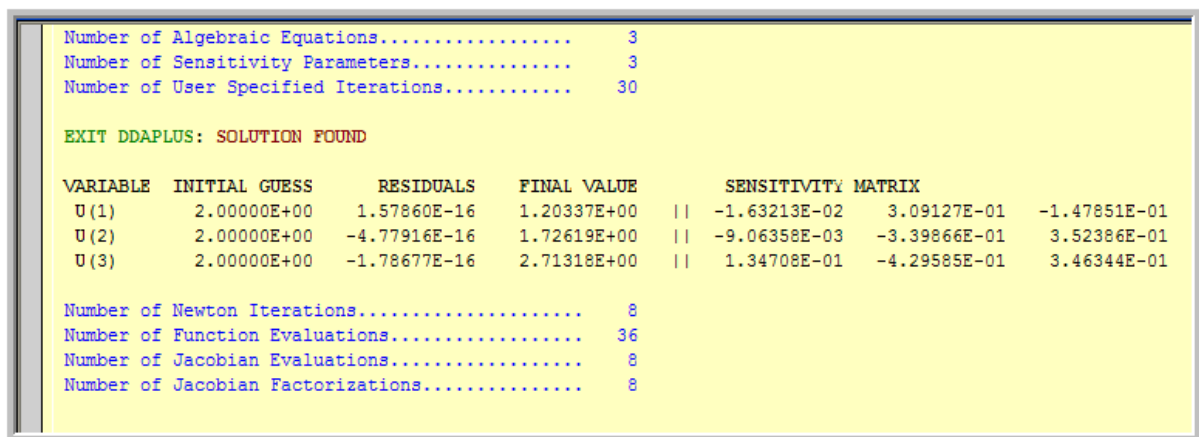 Number of Algebraic Equations.................. 3
Number of Sensitivity Parameters............... 3
Number of User Specified Iterations............ 30
EXIT DDAPLUS: SOLUTION FOUND
VARIABLE INITIAL GUESS RESIDUALS FINAL VALUE SENSITIVITY MATRIX
U(1) 2.00000E+00 1.57860E-16 1.20337E+00 || -1.63213E-02 3.09127E-01 -1.47851E-01
U(2) 2.00000E+00 -4.77916E-16 1.72619E+00 || -9.06358E-03 -3.39866E-01 3.52386E-01
U(3) 2.00000E+00 -1.78677E-16 2.71318E+00 || 1.34708E-01 -4.29585E-01 3.46344E-01
Number of Newton Iterations..................... 8
Number of Function Evaluations.................. 36
Number of Jacobian Evaluations.................. 8
Number of Jacobian Factorizations............... 8